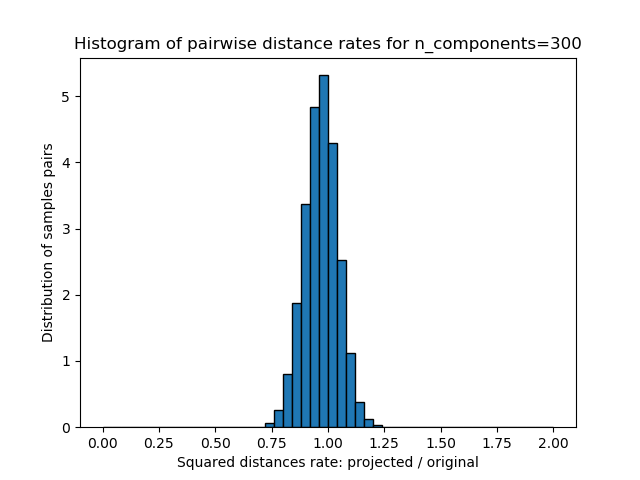 Histogram of pairwise distance rates for n_components=300
Distribution of samples pairs
5
4
3
2
1
0
0.00 0.25 0.50 0.75 1.00 1.25 1.50 1.75 2.00
Squared distances rate: projected / original